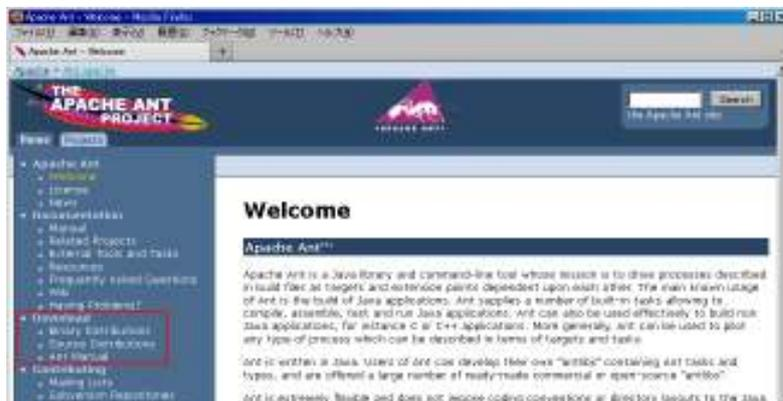 Apache Ant - Welcome - Mozilla Firefox
Apache Ant - Welcome
THE
APACHE ANT
PROJECT
Search
the Apache Ant site
Home
Projects
Apache Ant
Welcome
License
News
Documentation
Manual
Related Projects
External Tools and Tasks
Resources
Frequently Asked Questions
Wiki
Having Problems?
Download
Binary Distributions
Source Distributions
Ant Manual
Contributing
Mailing Lists
Subversion Repositories
Welcome
Apache Ant™
Apache Ant is a Java library and command-line tool whose mission is to drive processes described
in build files as targets and extension points dependent upon each other. The main known usage
of Ant is the build of Java applications. Ant supplies a number of built-in tasks allowing to
compile, assemble, test and run Java applications. Ant can also be used effectively to build non
Java applications, for instance C or C++ applications. More generally, Ant can be used to pilot
any type of process which can be described in terms of targets and tasks.
Ant is written in Java. Users of Ant can develop their own "antlibs" containing Ant tasks and
types, and are offered a large number of ready-made commercial or open-source "antlibs".
Ant is extremely flexible and does not impose coding conventions or directory layouts to the Java